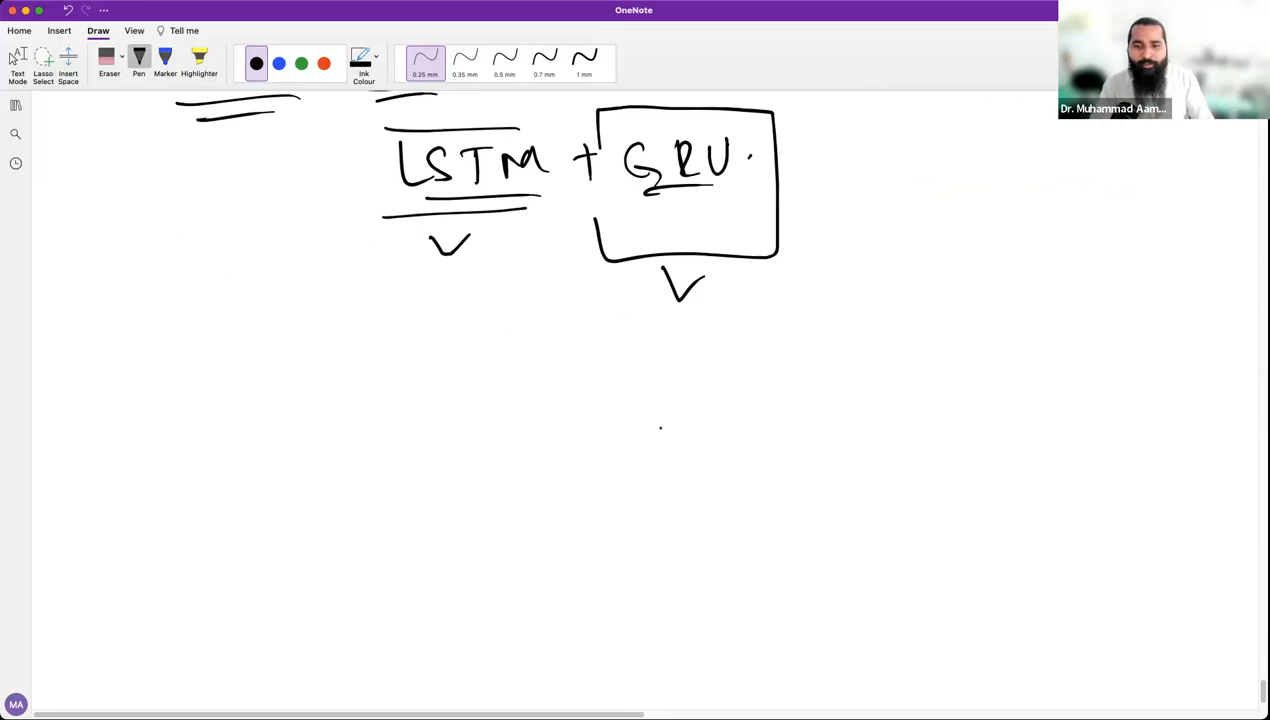 OneNote
Home Insert Draw View Tell me
Text Mode Lasso Select Insert Space Eraser Pen Marker Highlighter Ink Colour 0.25 mm 0.35 mm 0.5 mm 0.7 mm 1 mm
Dr. Muhammad Aam...
LSTM + GRU.
MA